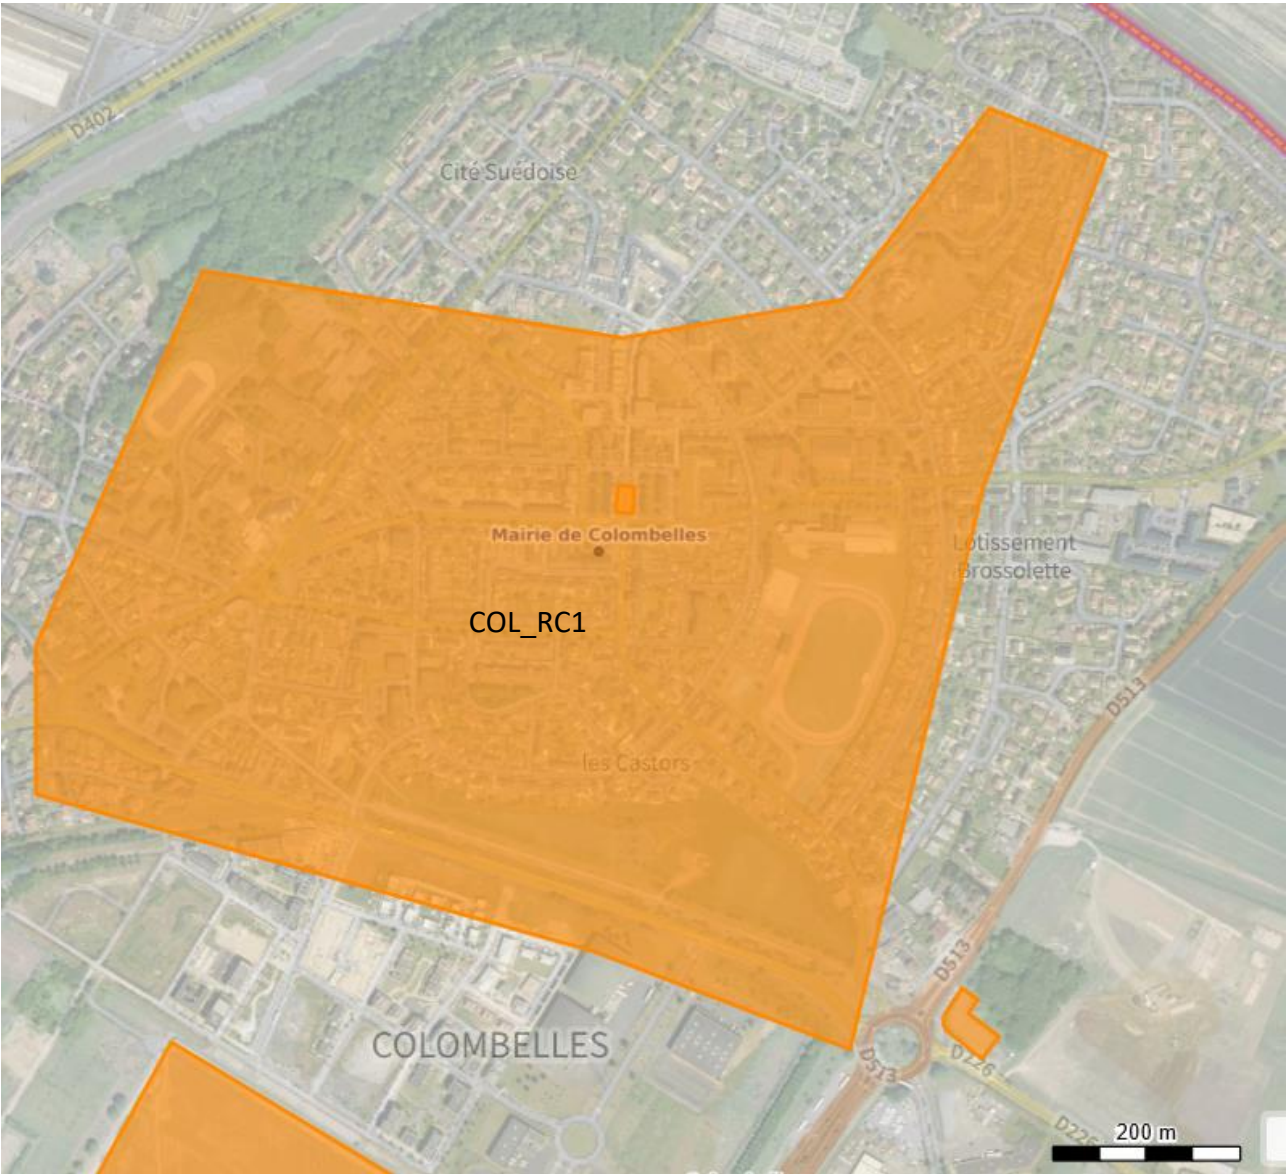 D402
Cité Suédoise
Mairie de Colombelles
Lotissement
Brossolette
COL_RC1
D513
les Castors
D513
COLOMBELLES
D226
D513
D226
200 m